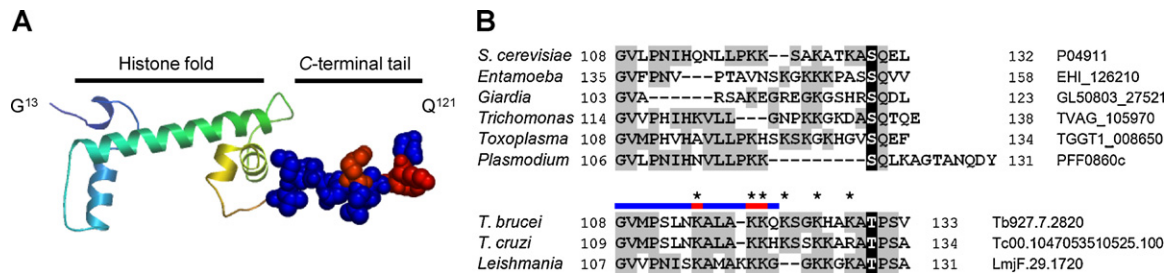 A
Histone fold
C-terminal tail
G13
Q121
B
S. cerevisiae 108 GVLPNIHQNLLPKK--SAKATKASQEL 132 P04911
Entamoeba 135 GVFPNV---PTAVNSKGKKKPASSQVV 158 EHI_126210
Giardia 103 GVA------RSAKEGREGKGSHRSQDL 123 GL50803_27521
Trichomonas 114 GVVPHIHKVLL---GNPKKGKDASQTQE 138 TVAG_105970
Toxoplasma 108 GVMPHVHAVLLPKHSKSKGKHGVSQEF 134 TGGT1_008650
Plasmodium 106 GVLPNIHNVLLPKK---------SQLKAGTANQDY 131 PFF0860c
* ** * * *
T. brucei 108 GVMPSLNKALA-KKQKSGKHAKATPSV 133 Tb927.7.2820
T. cruzi 109 GVMPSLNKALA-KKHKSSKKARATPSA 134 Tc00.1047053510525.100
Leishmania 107 GVVPNISKAMAKKKG--GKKGKATPSA 131 LmjF.29.1720